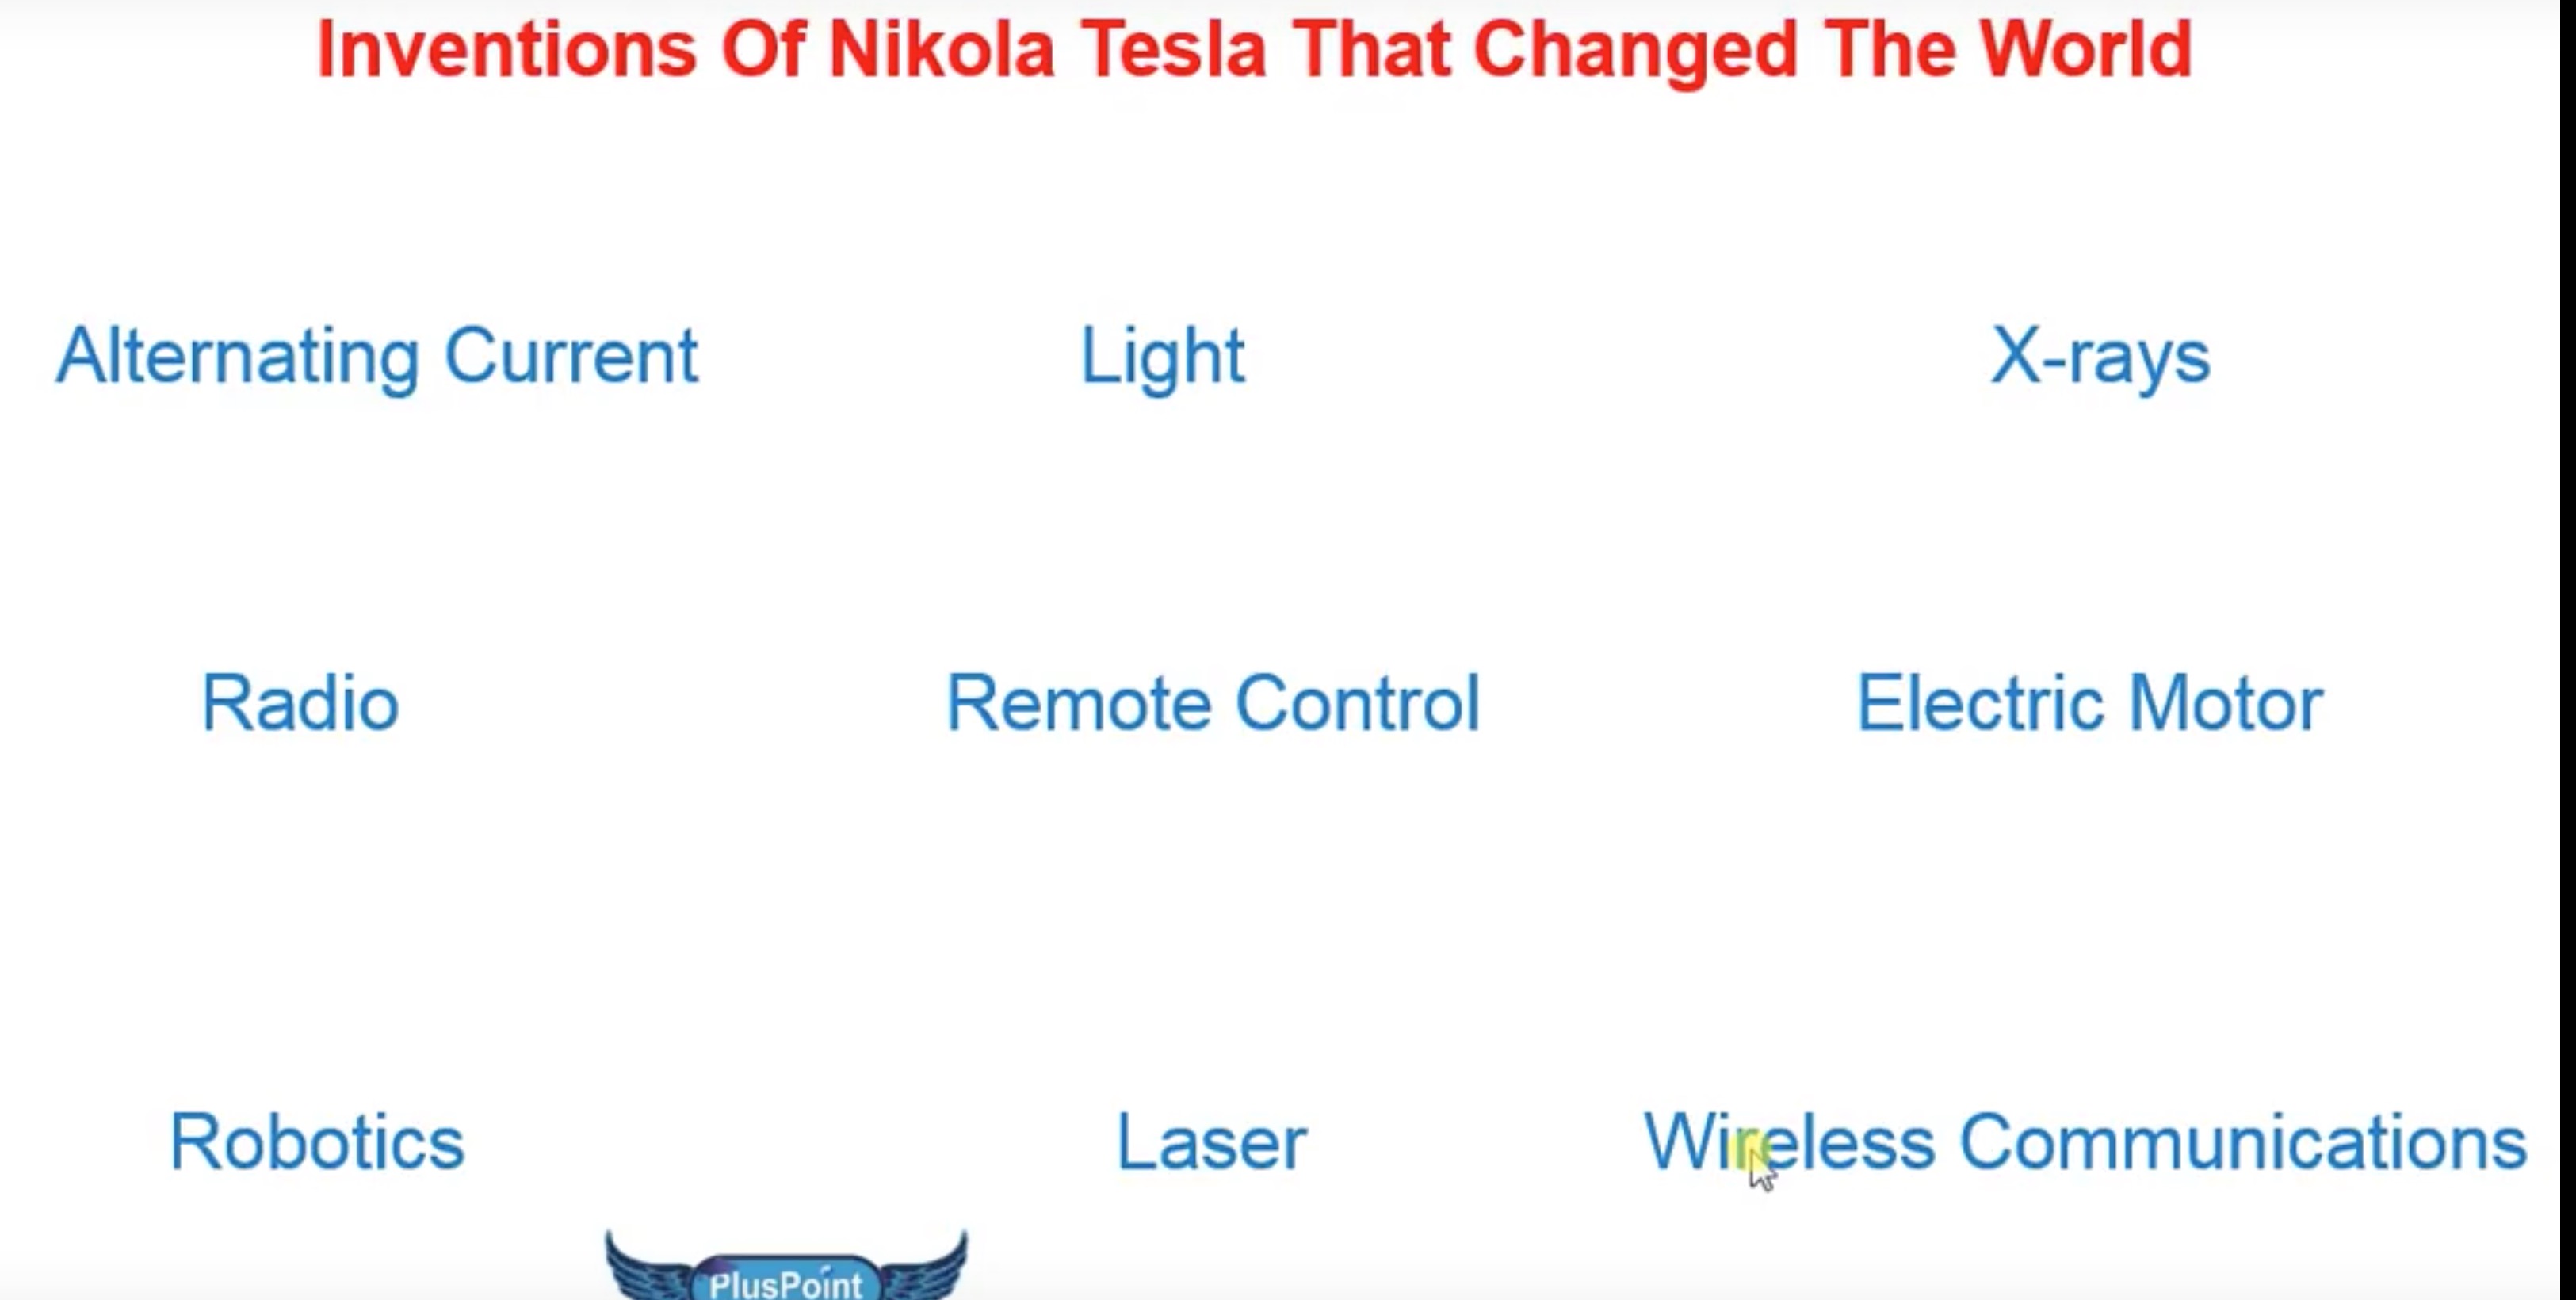 Inventions Of Nikola Tesla That Changed The World
Alternating Current
Light
X-rays
Radio
Remote Control
Electric Motor
Robotics
Laser
Wireless Communications
PlusPoint